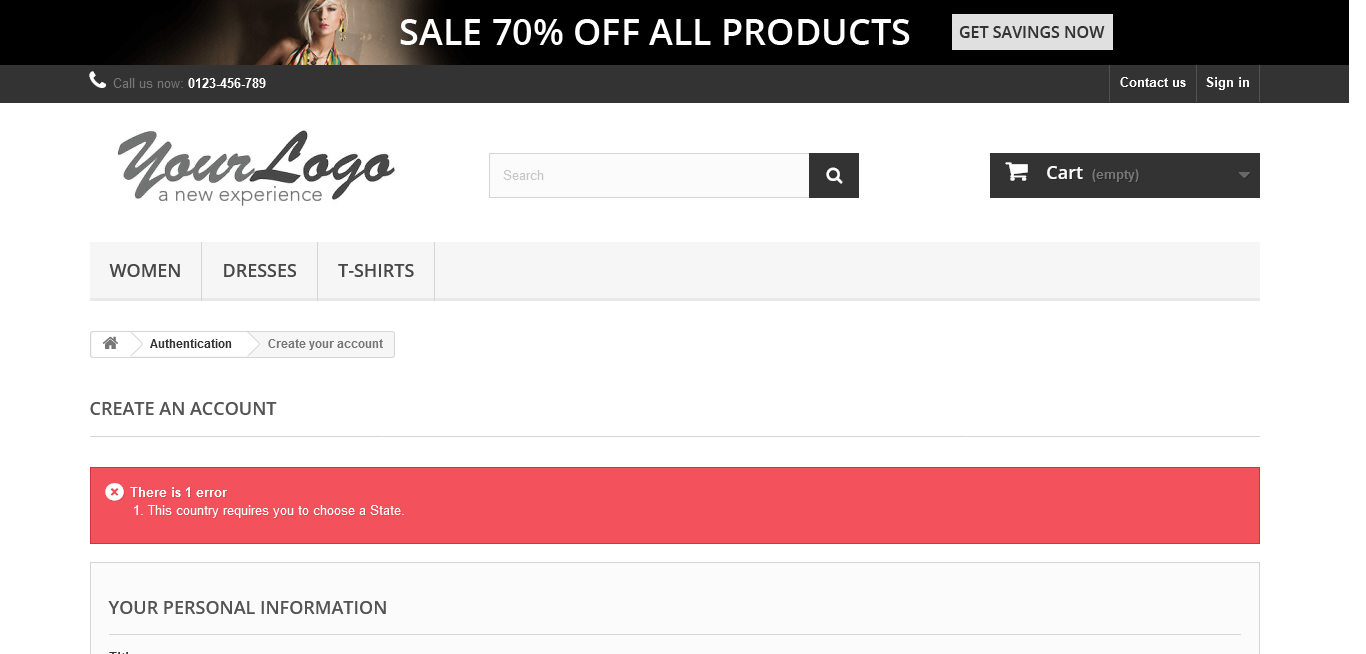 SALE 70% OFF ALL PRODUCTS GET SAVINGS NOW
Call us now: 0123-456-789 Contact us Sign in
YourLogo
a new experience
Search
Cart (empty)
WOMEN DRESSES T-SHIRTS
Authentication Create your account
CREATE AN ACCOUNT
There is 1 error
1. This country requires you to choose a State.
YOUR PERSONAL INFORMATION